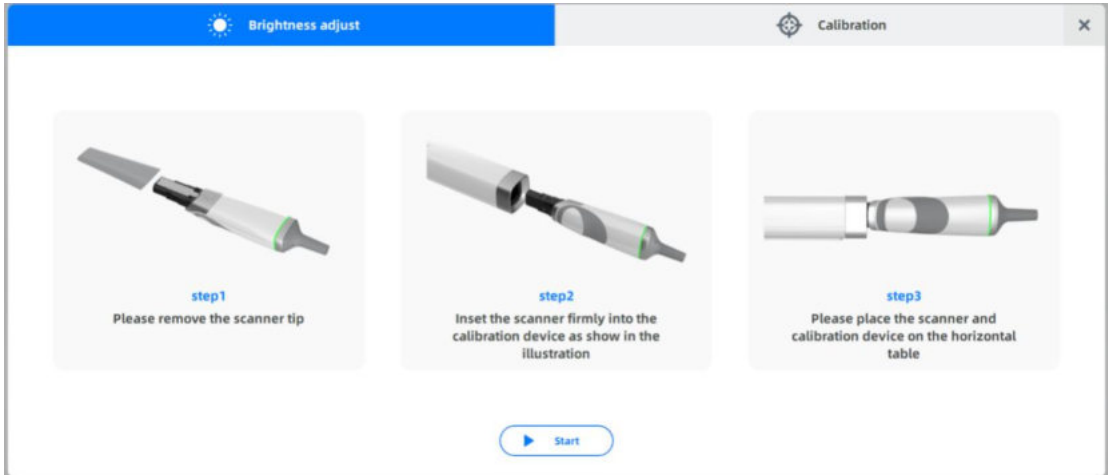 Brightness adjust
Calibration
step1
Please remove the scanner tip
step2
Inset the scanner firmly into the
calibration device as show in the
illustration
step3
Please place the scanner and
calibration device on the horizontal
table
Start